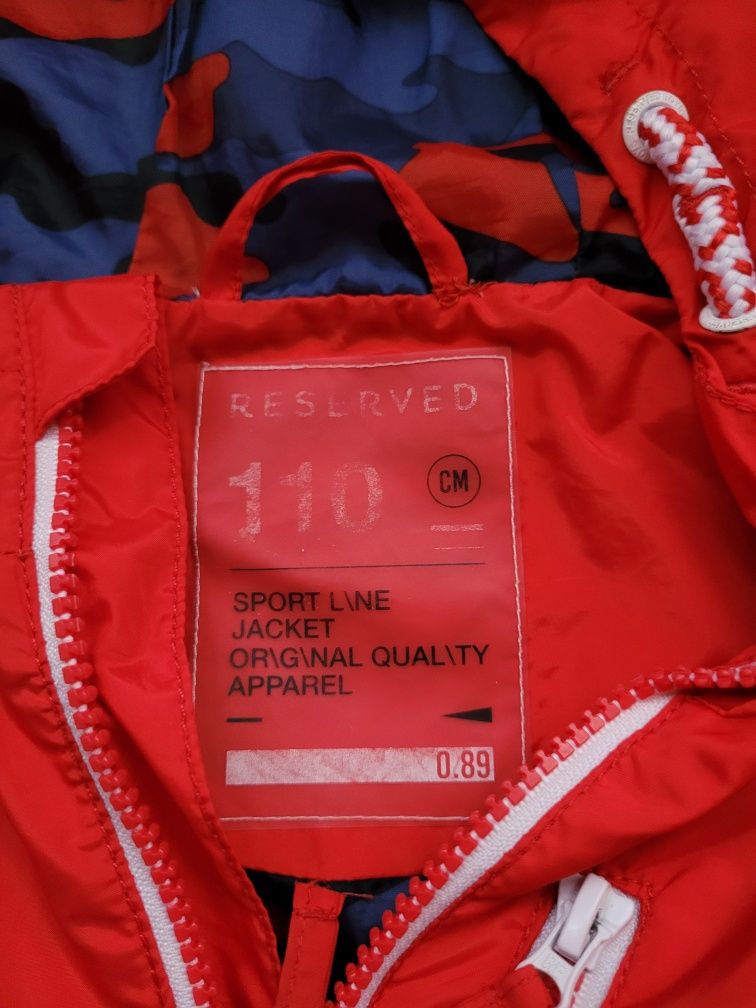 RESERVED
110 CM
SPORT L\NE
JACKET
OR\G\NAL QUAL\TY
APPAREL
0.89